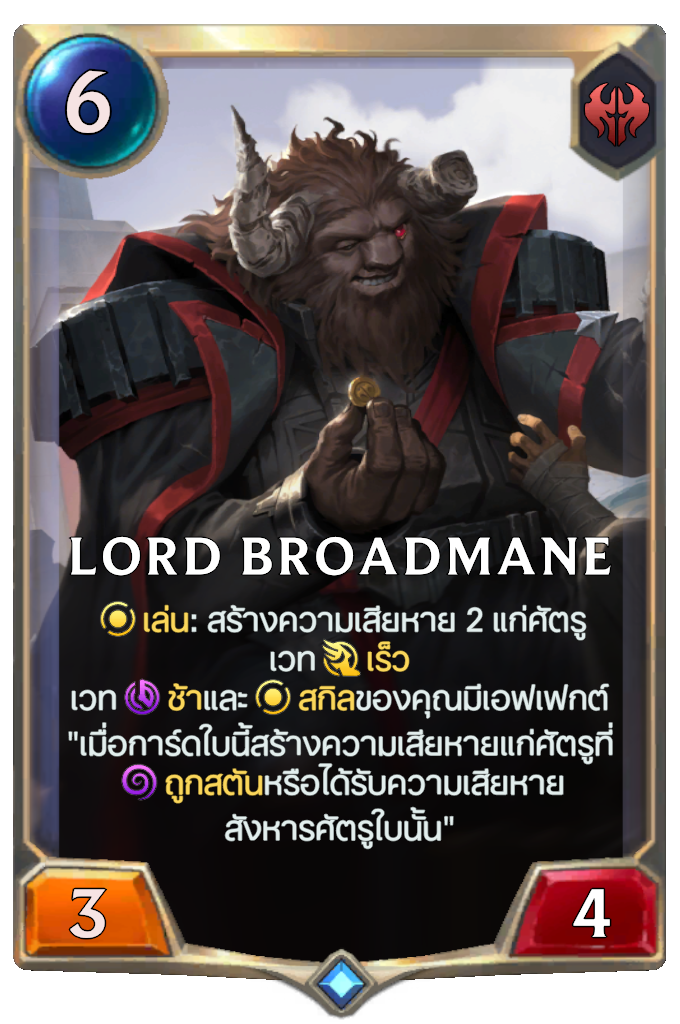 6
LORD BROADMANE
เล่น: สร้างความเสียหาย 2 แก่ศัตรู
เวท เร็ว
เวท ช้าและ สกิลของคุณมีเอฟเฟกต์
"เมื่อการ์ดใบนี้สร้างความเสียหายแก่ศัตรูที่
ถูกสตันหรือได้รับความเสียหาย
สังหารศัตรูใบนั้น"
3
4